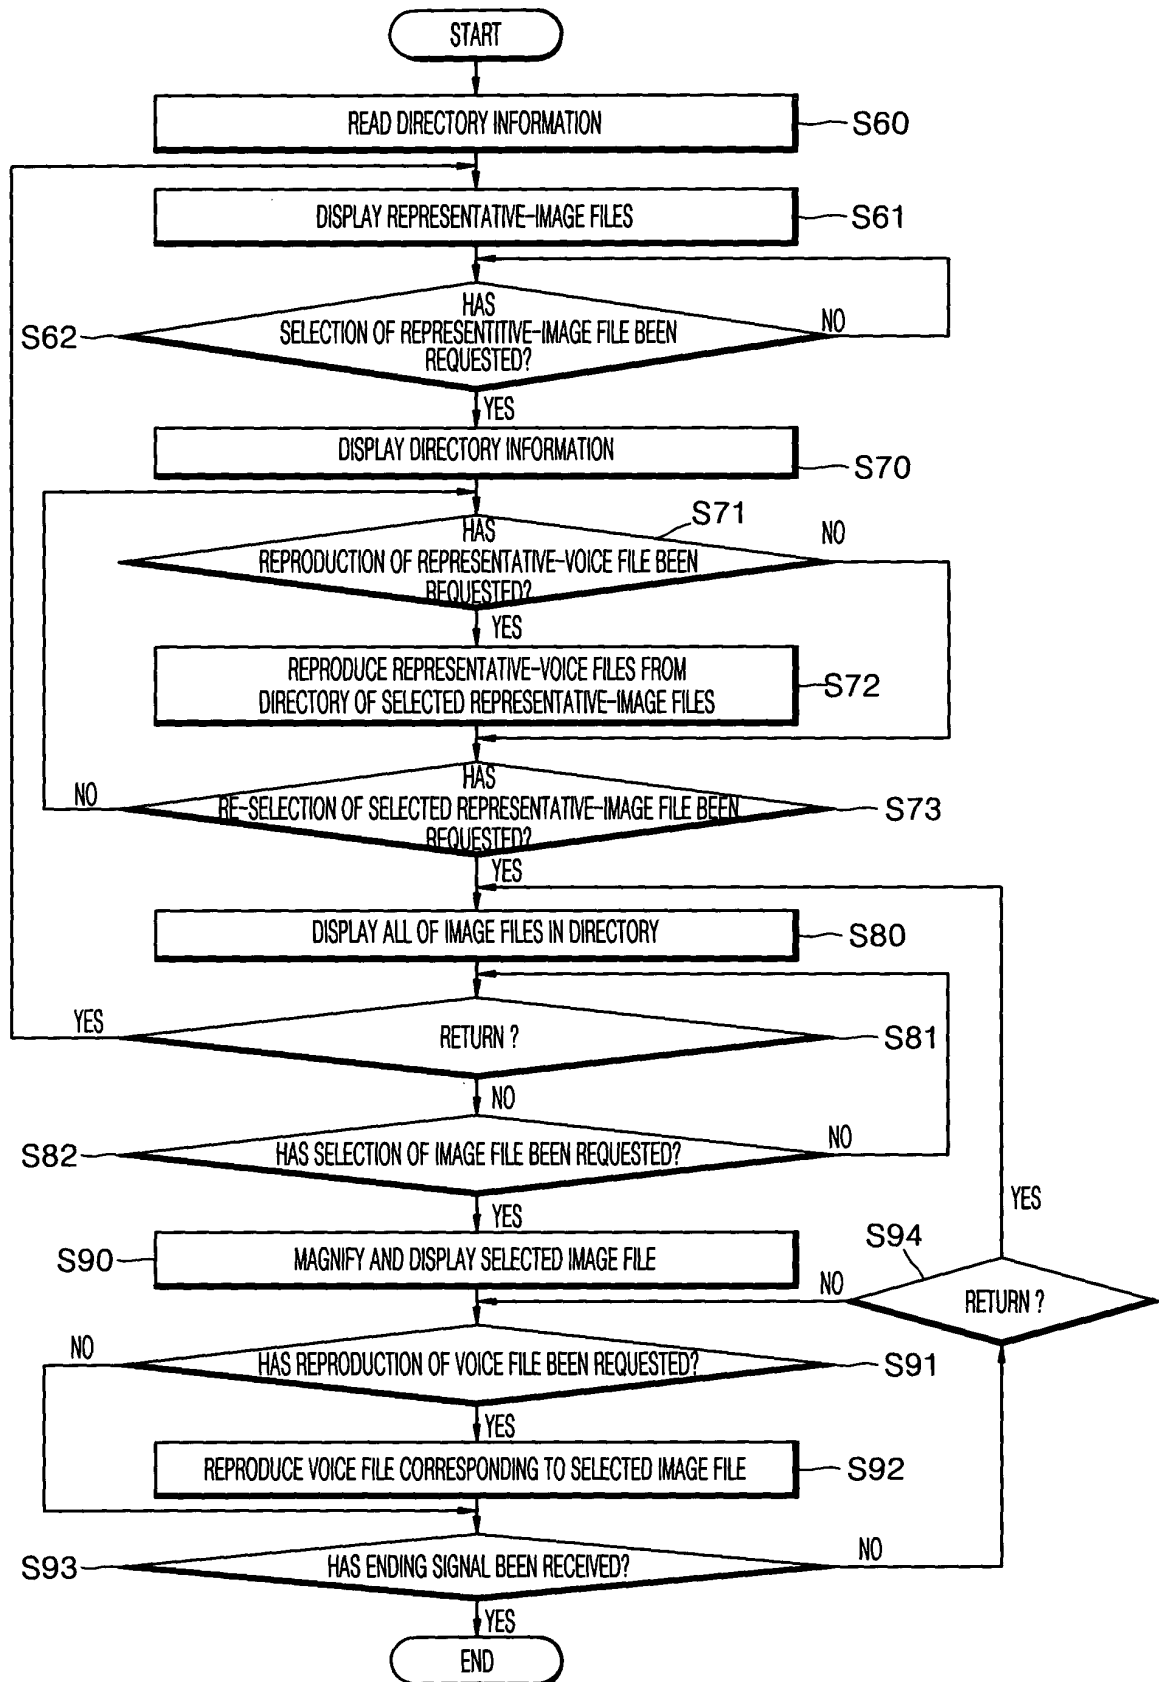 START
READ DIRECTORY INFORMATION
S60
DISPLAY REPRESENTATIVE-IMAGE FILES
S61
HAS
SELECTION OF REPRESENTITIVE-IMAGE FILE BEEN
REQUESTED?
S62
NO
YES
DISPLAY DIRECTORY INFORMATION
S70
S71
HAS
REPRODUCTION OF REPRESENTATIVE-VOICE FILE BEEN
REQUESTED?
NO
YES
REPRODUCE REPRESENTATIVE-VOICE FILES FROM
DIRECTORY OF SELECTED REPRESENTATIVE-IMAGE FILES
S72
HAS
RE-SELECTION OF SELECTED REPRESENTATIVE-IMAGE FILE BEEN
REQUESTED?
NO
S73
YES
DISPLAY ALL OF IMAGE FILES IN DIRECTORY
S80
YES
RETURN ?
S81
NO
S82
HAS SELECTION OF IMAGE FILE BEEN REQUESTED?
NO
YES
S90
MAGNIFY AND DISPLAY SELECTED IMAGE FILE
S94
YES
NO
RETURN ?
NO
HAS REPRODUCTION OF VOICE FILE BEEN REQUESTED?
S91
YES
REPRODUCE VOICE FILE CORRESPONDING TO SELECTED IMAGE FILE
S92
S93
HAS ENDING SIGNAL BEEN RECEIVED?
NO
YES
END